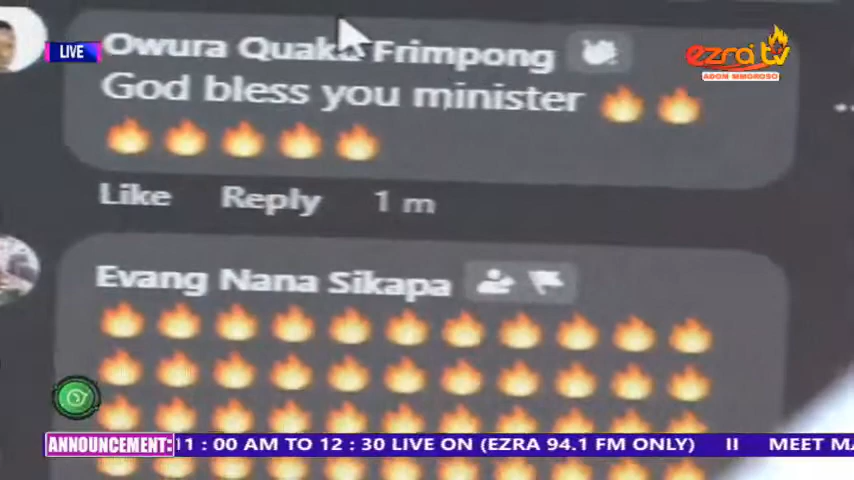 LIVE
ezra tv
ADOM MMOROSO
Owura Quaku Frimpong
God bless you minister 🔥 🔥
🔥 🔥 🔥 🔥 🔥
Like Reply 1 m
Evang Nana Sikapa
🔥 🔥 🔥 🔥 🔥 🔥 🔥 🔥 🔥 🔥 🔥
🔥 🔥 🔥 🔥 🔥 🔥 🔥 🔥 🔥 🔥 🔥
🔥 🔥 🔥 🔥 🔥 🔥 🔥 🔥 🔥 🔥 🔥
🔥 🔥 🔥 🔥 🔥 🔥 🔥 🔥 🔥 🔥 🔥
ANNOUNCEMENT: 11 : 00 AM TO 12 : 30 LIVE ON (EZRA 94.1 FM ONLY) II MEET